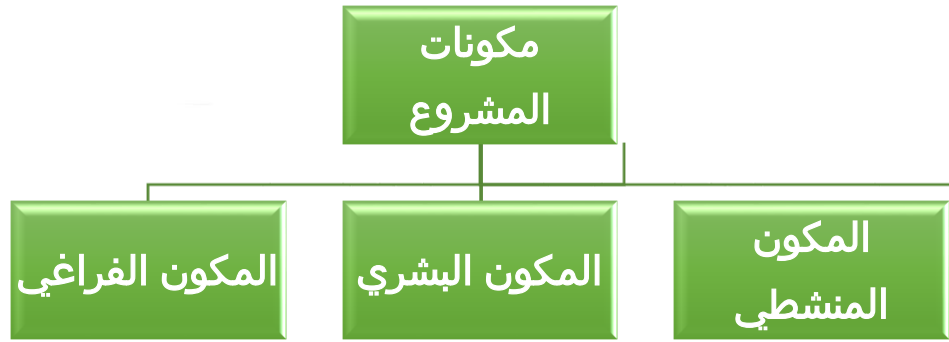 مكونات
المشروع
المكون
المنشطي
المكون البشري
المكون الفراغي